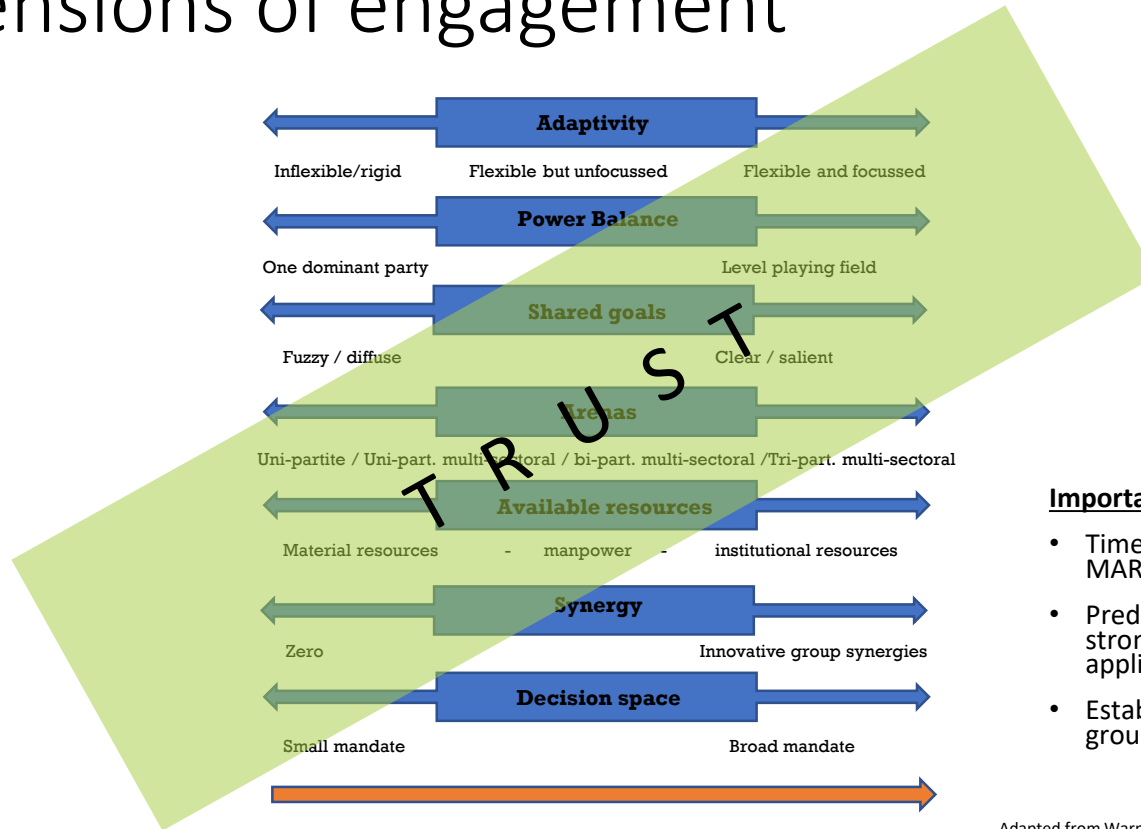 ensions of engagement
Adaptivity
Inflexible/rigid Flexible but unfocussed Flexible and focussed
Power Balance
One dominant party Level playing field
Shared goals
Fuzzy / diffuse Clear / salient
Arenas
Uni-partite / Uni-part. multi-sectoral / bi-part. multi-sectoral /Tri-part. multi-sectoral
Available resources
Material resources - manpower - institutional resources
Synergy
Zero Innovative group synergies
Decision space
Small mandate Broad mandate
T R U S T
Importa
• Time
MAR
• Pred
stron
appli
• Estab
grou
Adapted from Warn